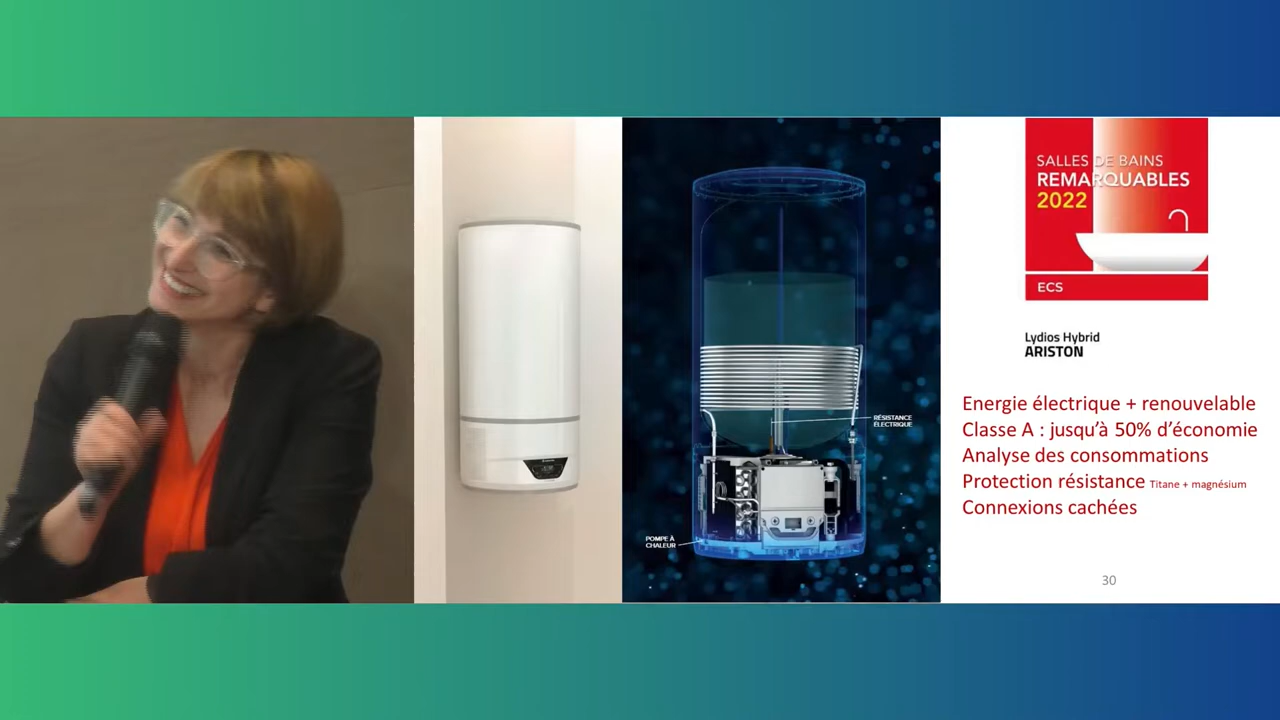 SALLES DE BAINS
REMARQUABLES
2022
ECS
Lydios Hybrid
ARISTON
RÉSISTANCE
ÉLECTRIQUE
POMPE À
CHALEUR
Energie électrique + renouvelable
Classe A : jusqu'à 50% d'économie
Analyse des consommations
Protection résistance Titane + magnésium
Connexions cachées
30